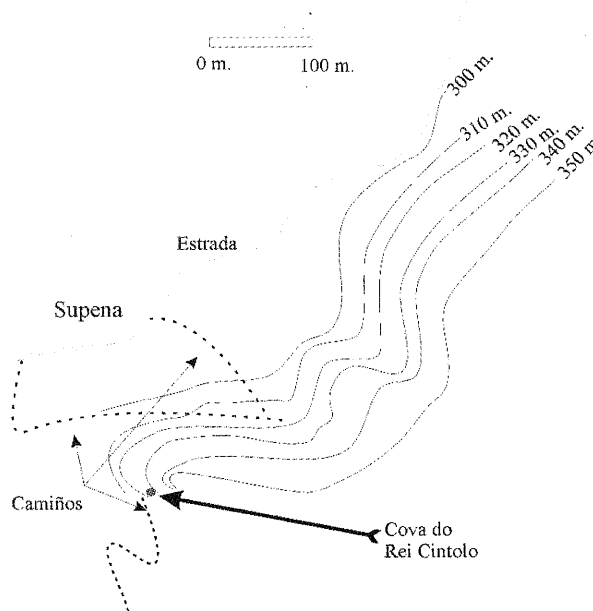 0 m. 100 m.
300 m.
310 m.
320 m.
330 m.
340 m.
350 m.
Estrada
Supena
Camiños
Cova do
Rei Cintolo